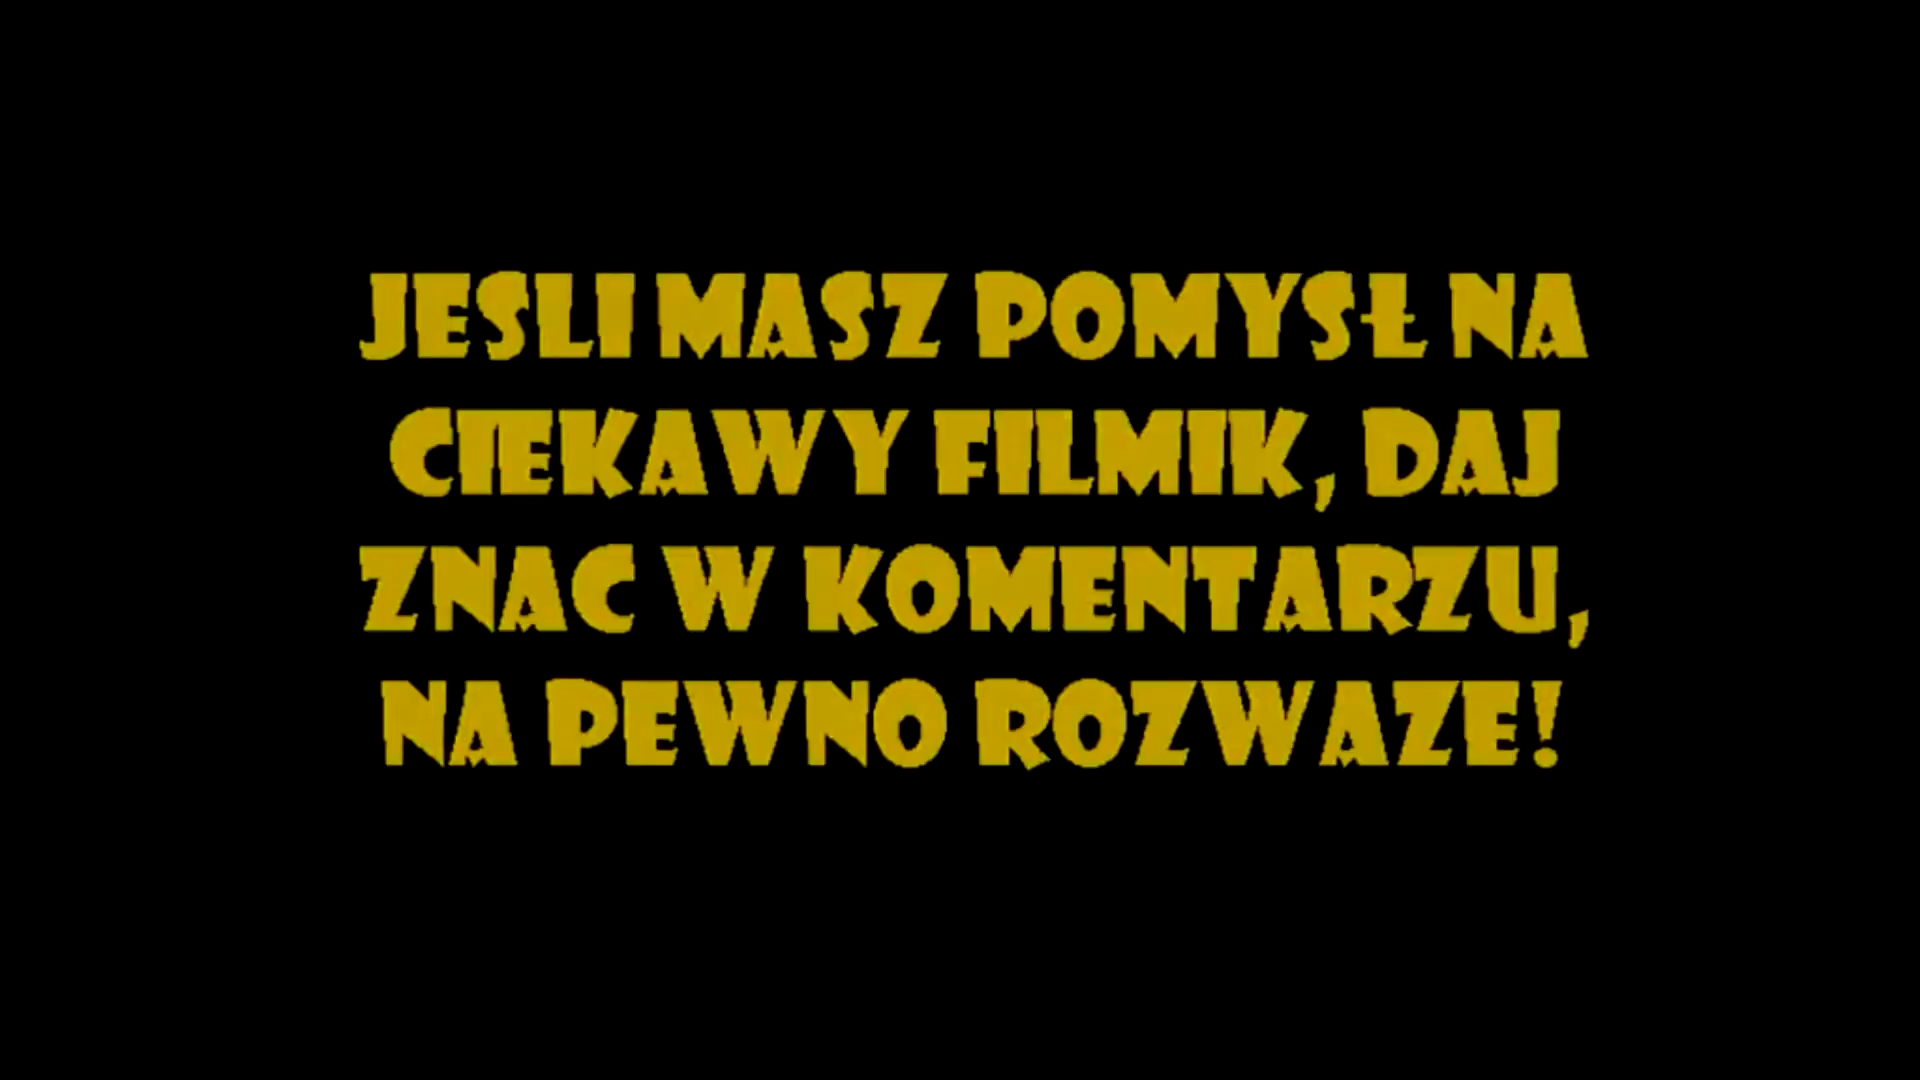 JESLI MASZ POMYSŁ NA
CIEKAWY FILMIK, DAJ
ZNAC W KOMENTARZU,
NA PEWNO ROZWAZE!